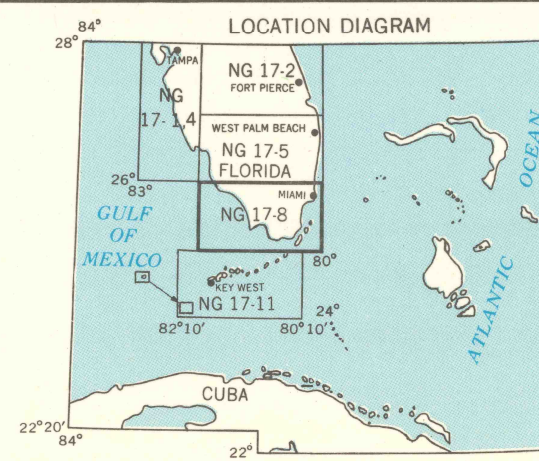 LOCATION DIAGRAM
84°
28°
TAMPA
NG 17-2
FORT PIERCE
NG
17-1,4
WEST PALM BEACH
NG 17-5
FLORIDA
26°
83°
MIAMI
NG 17-8
GULF
OF
MEXICO
80°
KEY WEST
NG 17-11
24°
82°10'
80°10'
ATLANTIC
OCEAN
CUBA
22°20'
84°
22°